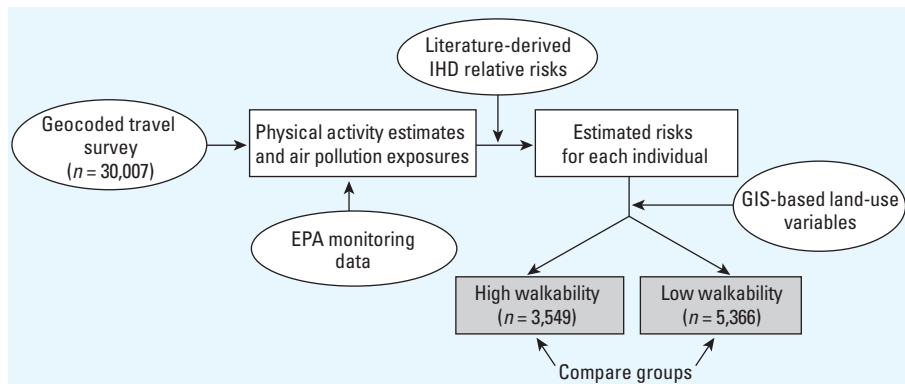 Literature-derived
IHD relative risks
Geocoded travel
survey
(n = 30,007)
Physical activity estimates
and air pollution exposures
Estimated risks
for each individual
EPA monitoring
data
GIS-based land-use
variables
High walkability
(n = 3,549)
Low walkability
(n = 5,366)
Compare groups